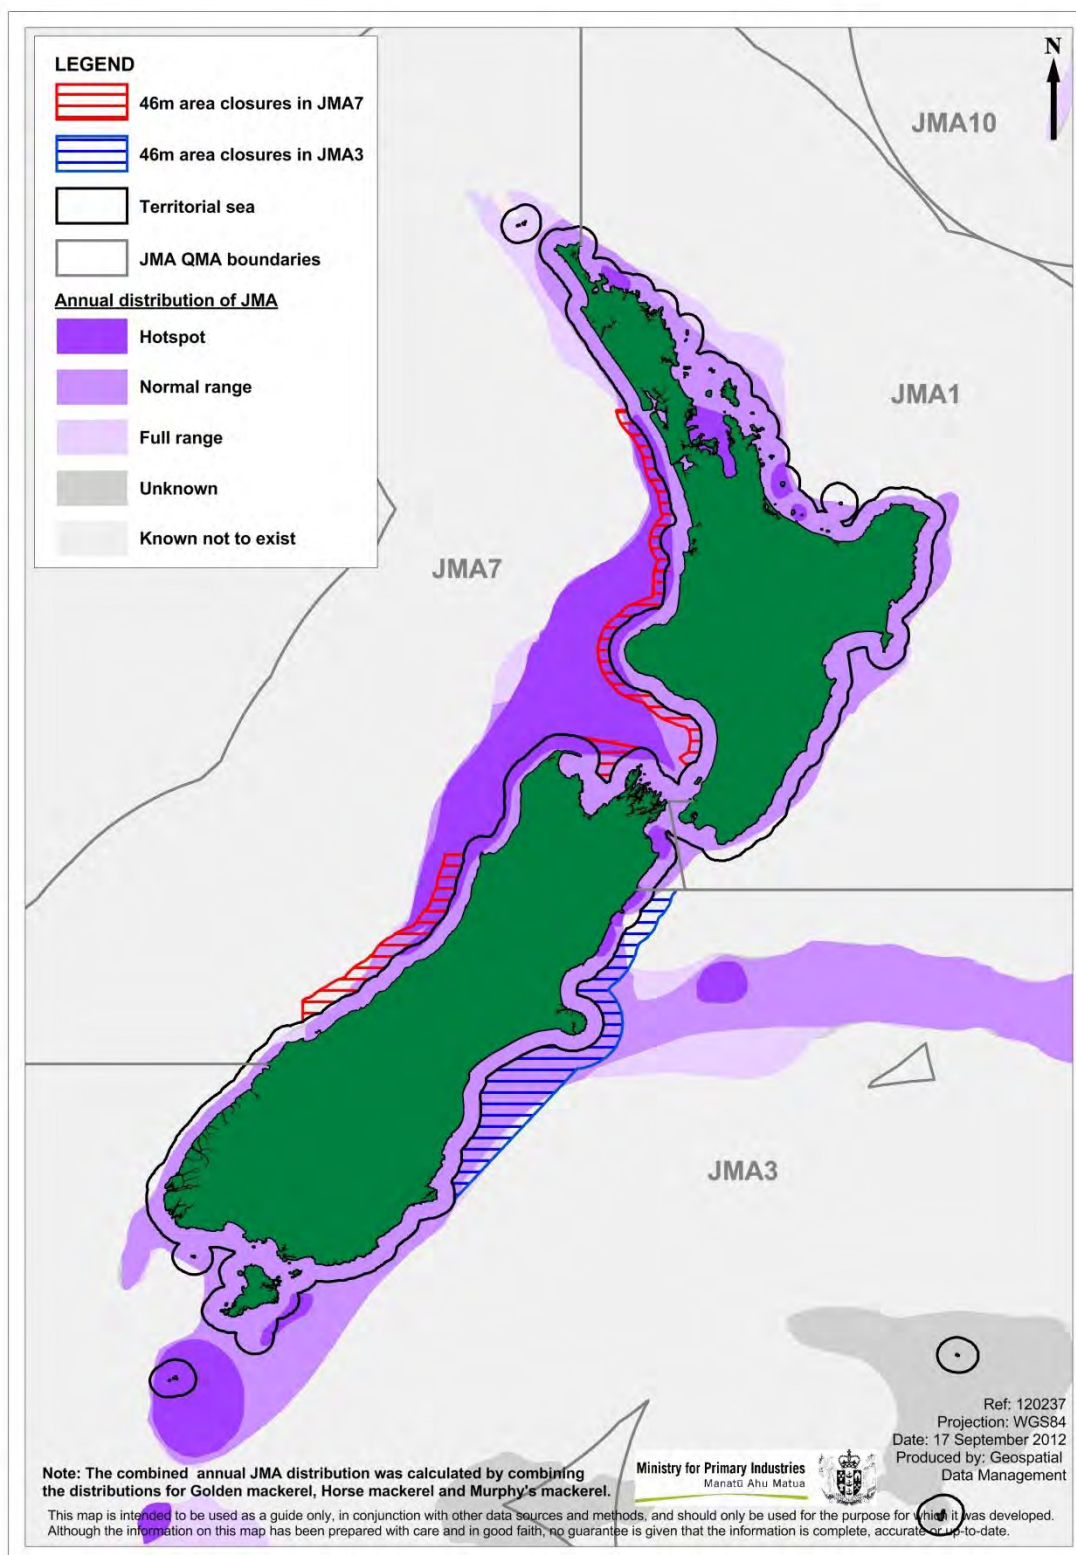 LEGEND
46m area closures in JMA7
46m area closures in JMA3
Territorial sea
JMA QMA boundaries
Annual distribution of JMA
Hotspot
Normal range
Full range
Unknown
Known not to exist
N
JMA10
JMA1
JMA7
JMA3
Ref: 120237
Projection: WGS84
Date: 17 September 2012
Produced by: Geospatial
Data Management
Note: The combined annual JMA distribution was calculated by combining
the distributions for Golden mackerel, Horse mackerel and Murphy's mackerel.
Ministry for Primary Industries
Manatū Ahu Matua
This map is intended to be used as a guide only, in conjunction with other data sources and methods, and should only be used for the purpose for which it was developed.
Although the information on this map has been prepared with care and in good faith, no guarantee is given that the information is complete, accurate or up-to-date.